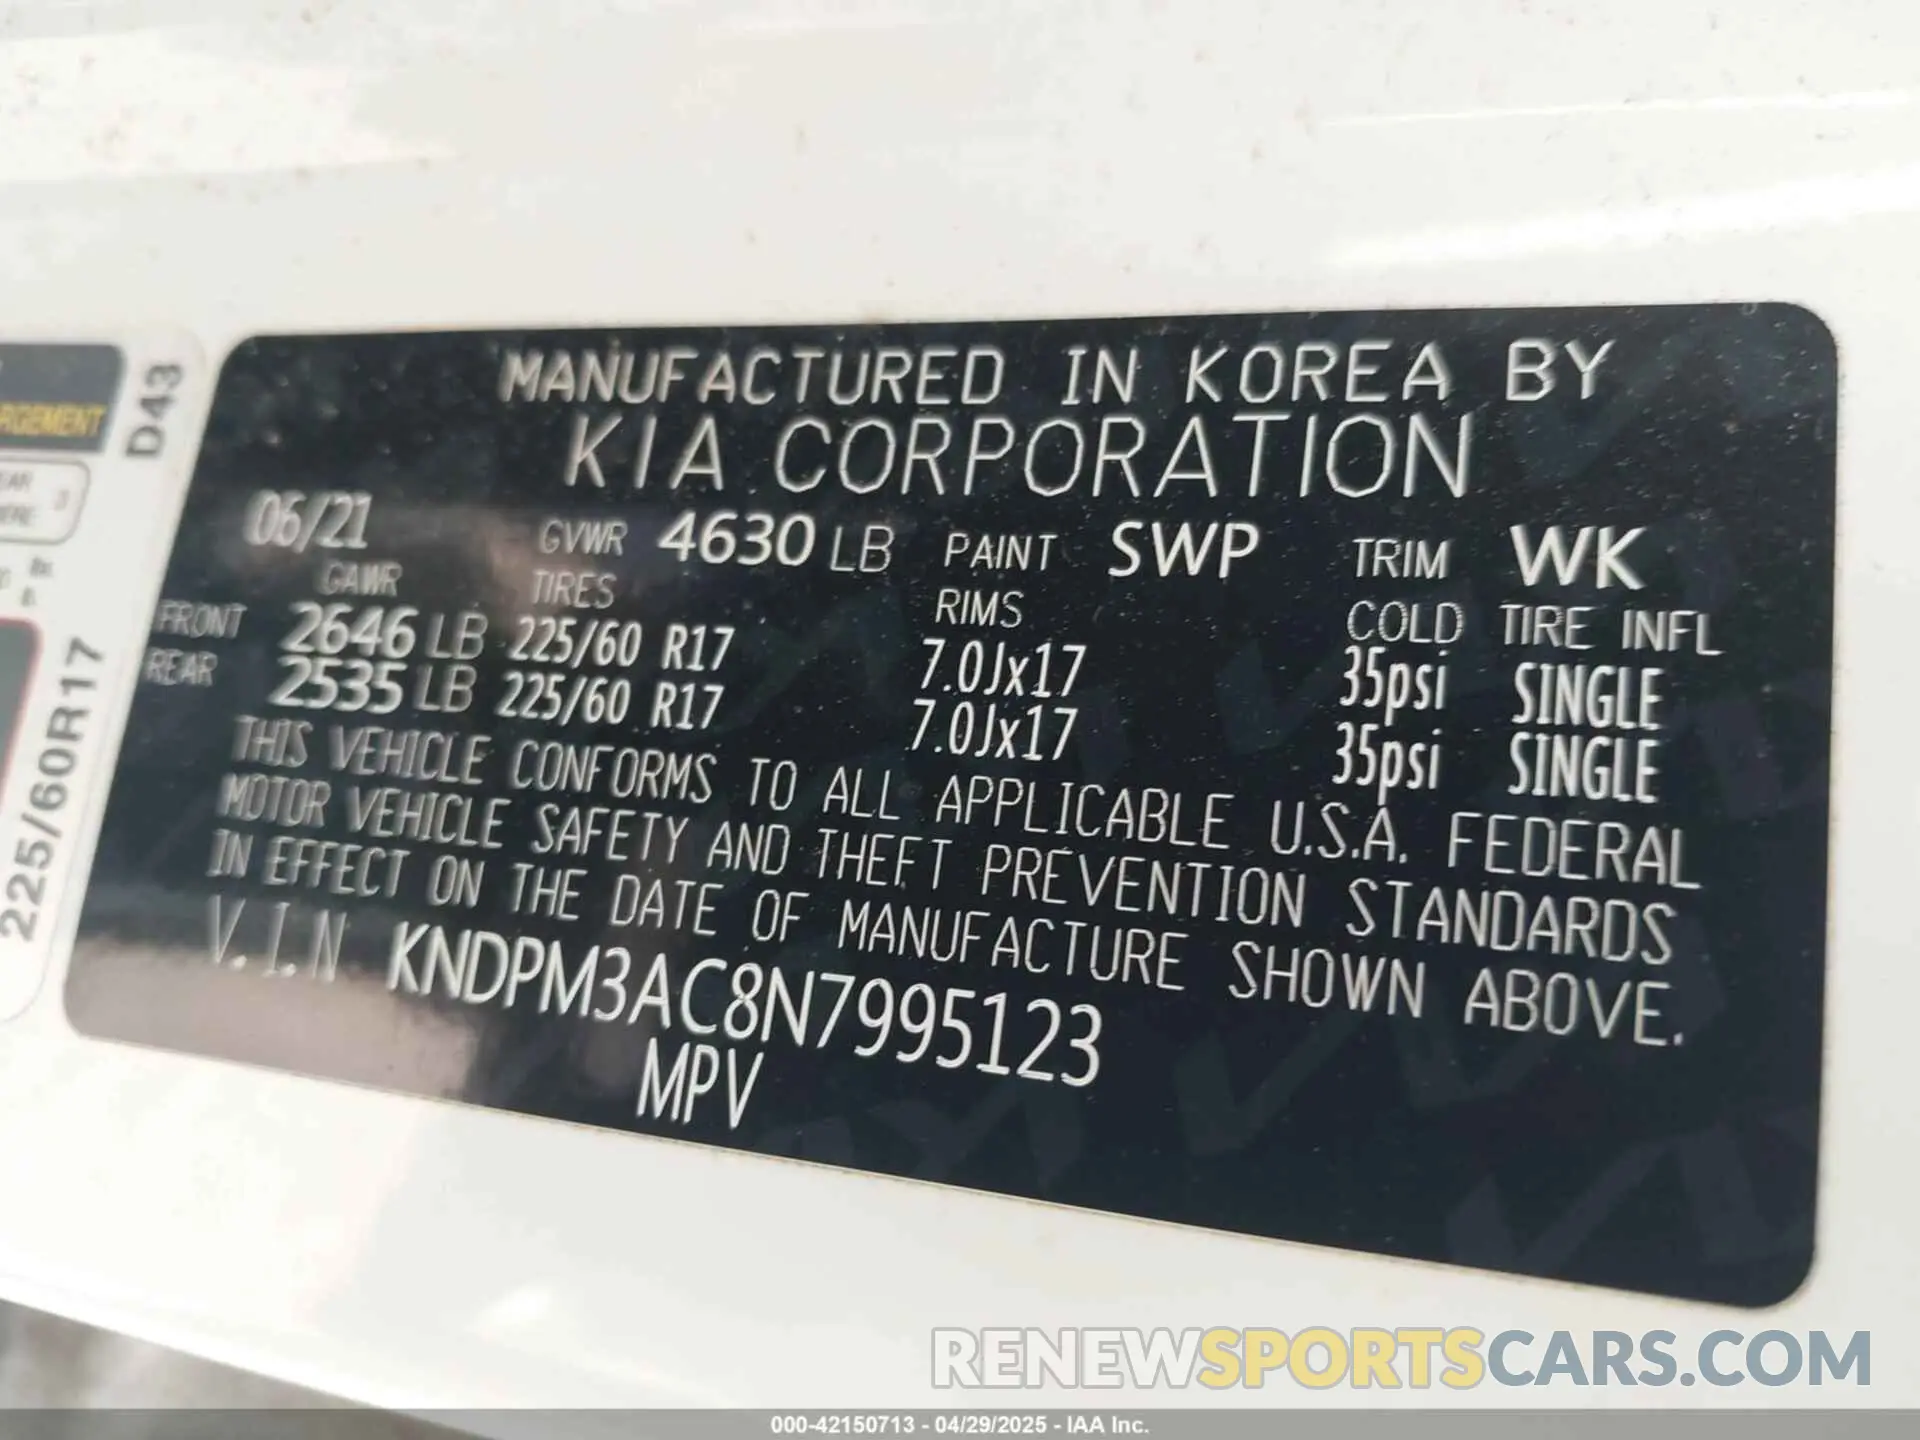 MANUFACTURED IN KOREA BY
KIA CORPORATION
06/21 GVWR 4630 LB PAINT SWP TRIM WK
GAWR TIRES RIMS COLD TIRE INFL
FRONT 2646 LB 225/60 R17 7.0Jx17 35psi SINGLE
REAR 2535 LB 225/60 R17 7.0Jx17 35psi SINGLE
THIS VEHICLE CONFORMS TO ALL APPLICABLE U.S.A. FEDERAL
MOTOR VEHICLE SAFETY AND THEFT PREVENTION STANDARDS
IN EFFECT ON THE DATE OF MANUFACTURE SHOWN ABOVE.
V.I.N KNDPM3AC8N7995123
MPV
D43
225/60R17
RENEWSPORTSCARS.COM
000-42150713 - 04/29/2025 - IAA Inc.